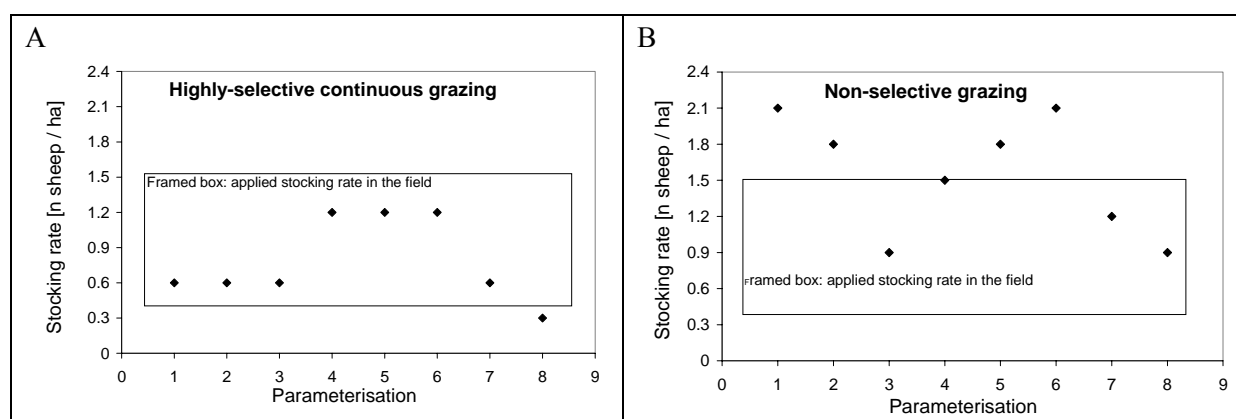 A
Highly-selective continuous grazing
Stocking rate [n sheep / ha]
2.4
2.1
1.8
1.5
1.2
0.9
0.6
0.3
0
Framed box: applied stocking rate in the field
0 1 2 3 4 5 6 7 8 9
Parameterisation
B
Non-selective grazing
Stocking rate [n sheep / ha]
2.4
2.1
1.8
1.5
1.2
0.9
0.6
0.3
0
Framed box: applied stocking rate in the field
0 1 2 3 4 5 6 7 8 9
Parameterisation